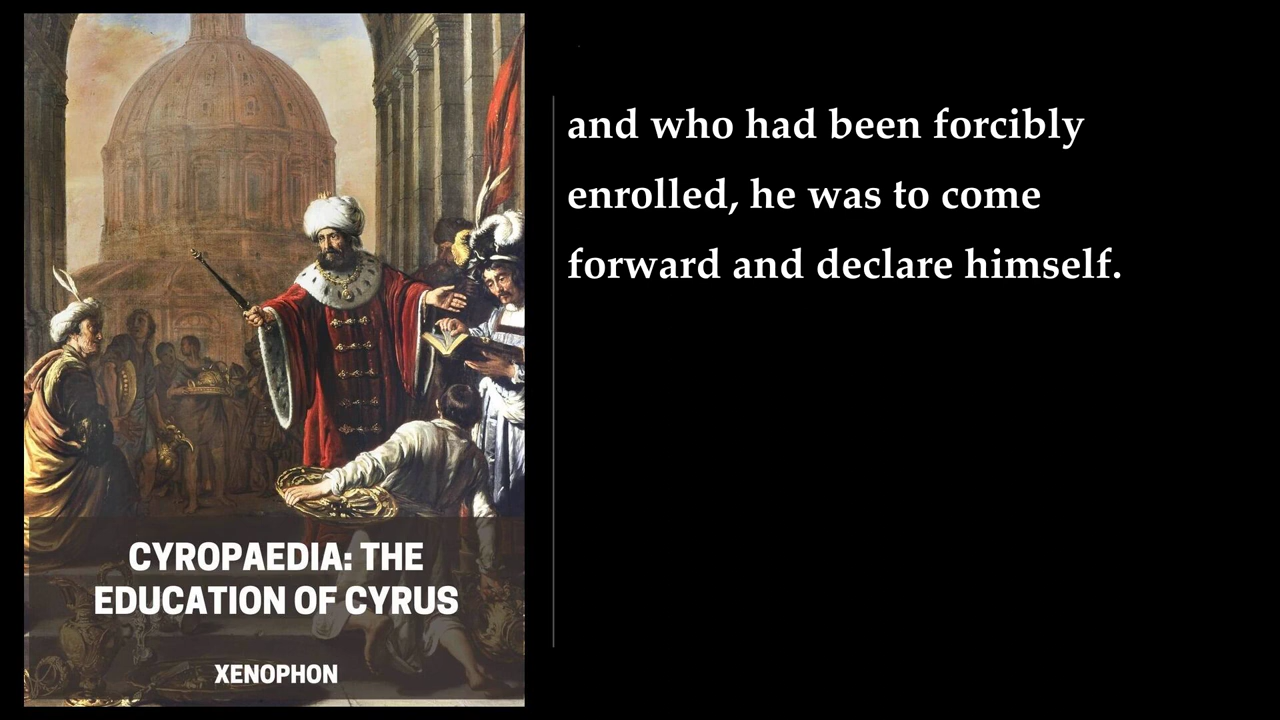 and who had been forcibly
enrolled, he was to come
forward and declare himself.
CYROPAEDIA: THE
EDUCATION OF CYRUS
XENOPHON